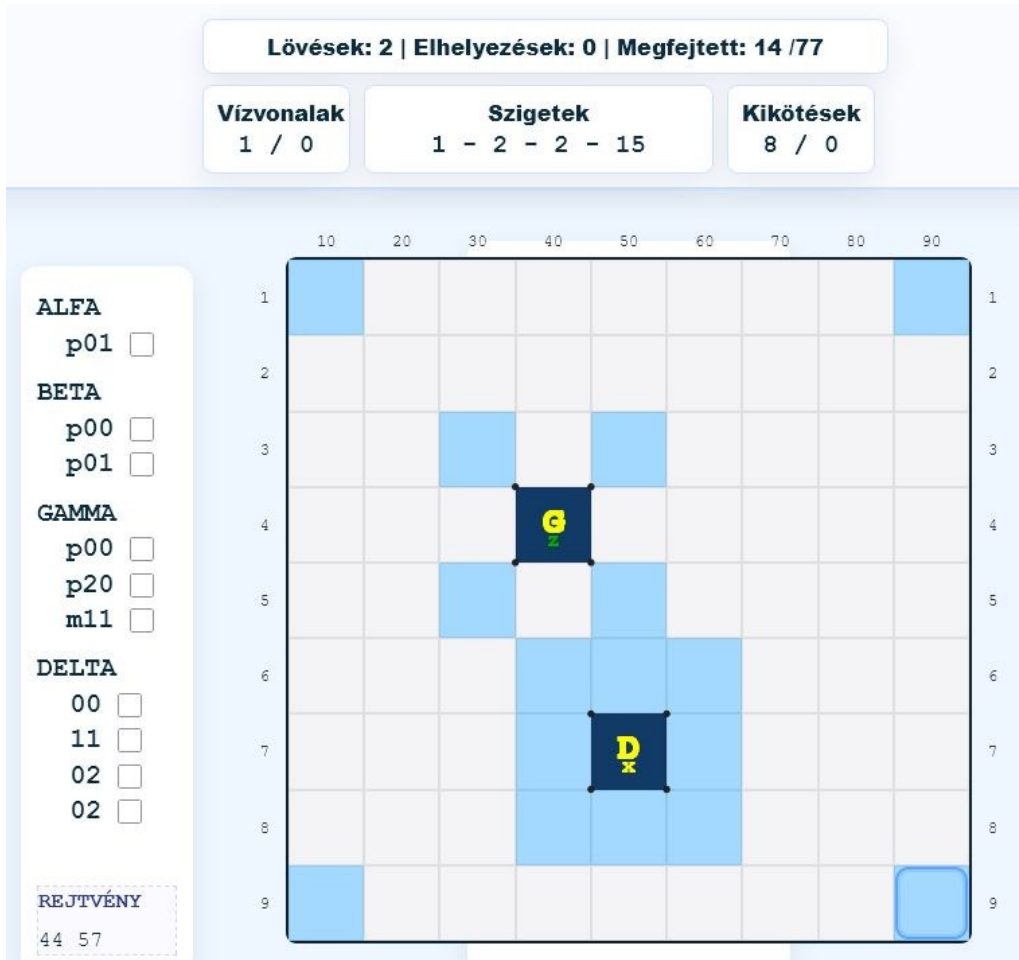 Lövések: 2 | Elhelyezések: 0 | Megfejtett: 14 /77
Vízvonalak
1 / 0
Szigetek
1 - 2 - 2 - 15
Kikötések
8 / 0
10 20 30 40 50 60 70 80 90
ALFA
p01
BETA
p00
p01
GAMMA
p00
p20
m11
DELTA
00
11
02
02
REJTVÉNY
44 57
1 1
2 2
3 3
4 G 4
z
5 5
6 6
7 D 7
x
8 8
9 9